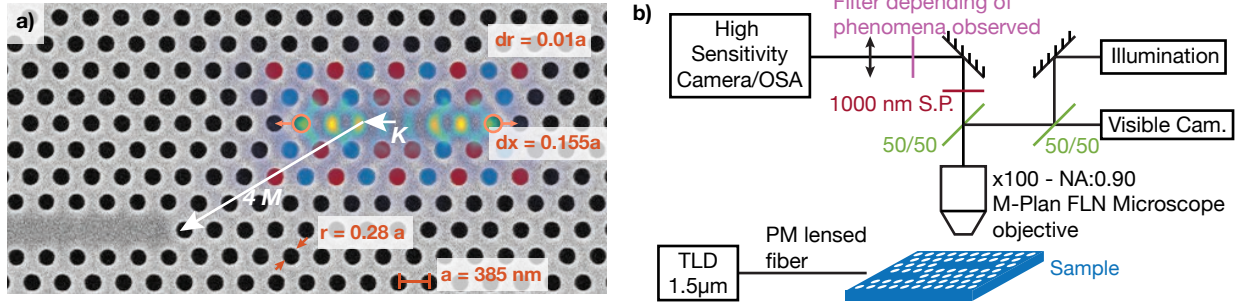 a)
dr = 0.01a
K
dx = 0.155a
4 M
r = 0.28 a
a = 385 nm
b)
Filter depending of
phenomena observed
High
Sensitivity
Camera/OSA
Illumination
1000 nm S.P.
Visible Cam.
50/50
50/50
x100 - NA:0.90
M-Plan FLN Microscope
objective
PM lensed
fiber
TLD
1.5µm
Sample